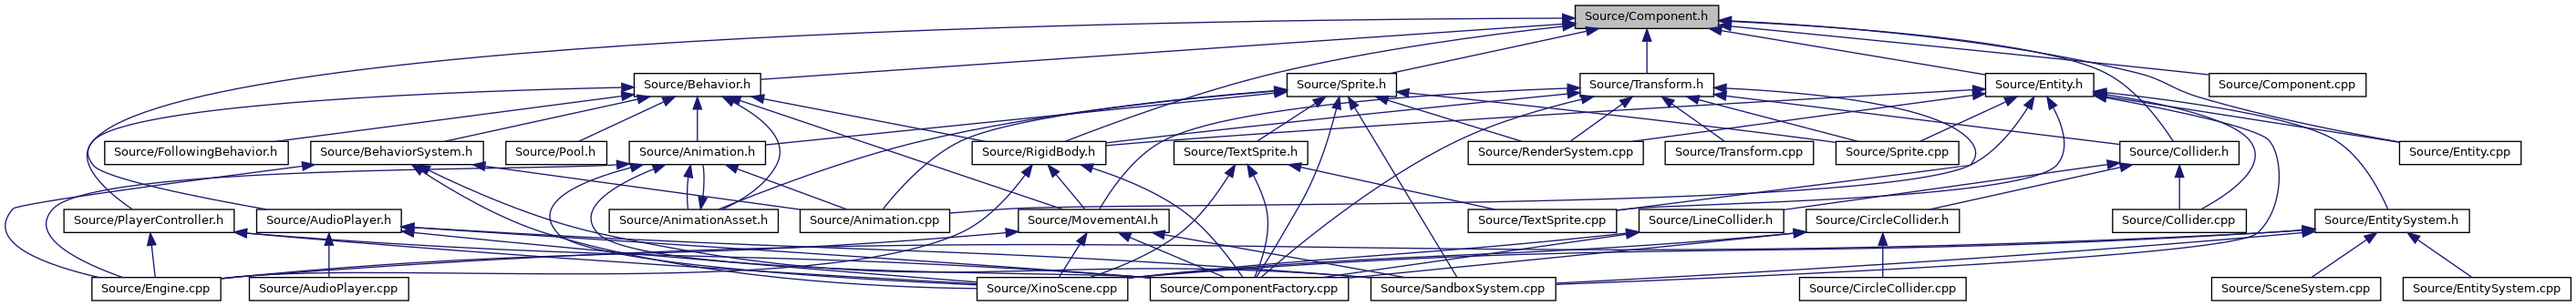 Source/Component.h
Source/Behavior.h
Source/Sprite.h
Source/Transform.h
Source/Entity.h
Source/Component.cpp
Source/FollowingBehavior.h
Source/BehaviorSystem.h
Source/Pool.h
Source/Animation.h
Source/RigidBody.h
Source/TextSprite.h
Source/RenderSystem.cpp
Source/Transform.cpp
Source/Sprite.cpp
Source/Collider.h
Source/Entity.cpp
Source/PlayerController.h
Source/AudioPlayer.h
Source/AnimationAsset.h
Source/Animation.cpp
Source/MovementAI.h
Source/TextSprite.cpp
Source/LineCollider.h
Source/CircleCollider.h
Source/Collider.cpp
Source/EntitySystem.h
Source/Engine.cpp
Source/AudioPlayer.cpp
Source/XinoScene.cpp
Source/ComponentFactory.cpp
Source/SandboxSystem.cpp
Source/CircleCollider.cpp
Source/SceneSystem.cpp
Source/EntitySystem.cpp